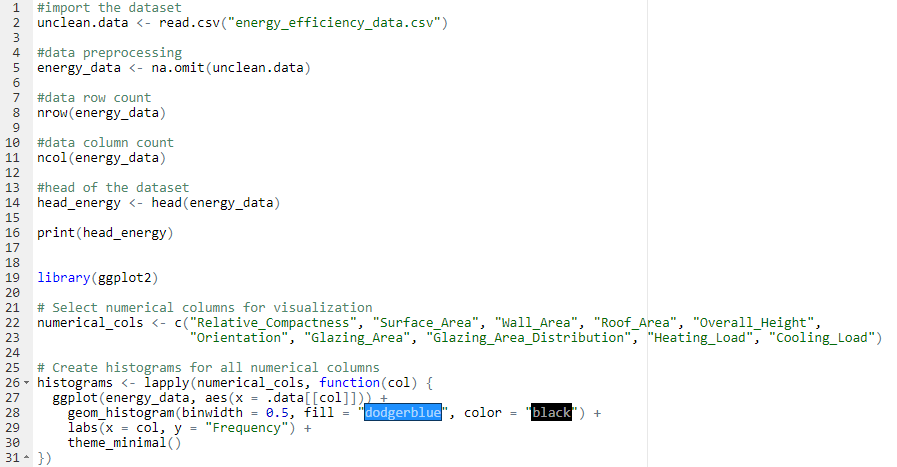 1 #import the dataset
2 unclean.data <- read.csv("energy_efficiency_data.csv")
3
4 #data preprocessing
5 energy_data <- na.omit(unclean.data)
6
7 #data row count
8 nrow(energy_data)
9
10 #data column count
11 ncol(energy_data)
12
13 #head of the dataset
14 head_energy <- head(energy_data)
15
16 print(head_energy)
17
18
19 library(ggplot2)
20
21 # Select numerical columns for visualization
22 numerical_cols <- c("Relative_Compactness", "Surface_Area", "Wall_Area", "Roof_Area", "Overall_Height",
23 "Orientation", "Glazing_Area", "Glazing_Area_Distribution", "Heating_Load", "Cooling_Load")
24
25 # Create histograms for all numerical columns
26 histograms <- lapply(numerical_cols, function(col) {
27 ggplot(energy_data, aes(x = .data[[col]])) +
28 geom_histogram(binwidth = 0.5, fill = "dodgerblue", color = "black") +
29 labs(x = col, y = "Frequency") +
30 theme_minimal()
31 })